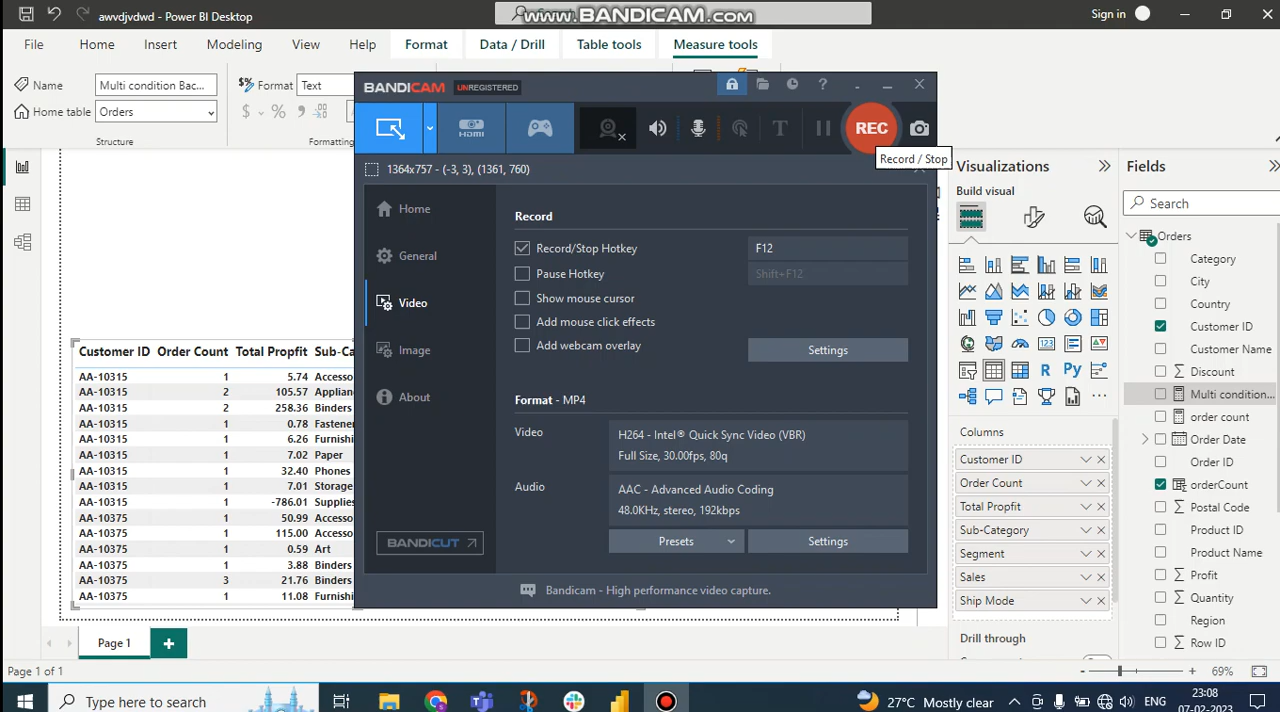 www.BANDICAM.com
awvdjvdwd - Power BI Desktop
Sign in
File Home Insert Modeling View Help Format Data / Drill Table tools Measure tools
Name Multi condition Bac... Format Text
Home table Orders
$ % 
Structure Formatting
BANDICAM UNREGISTERED
?
HDMI
T
REC
Record / Stop
1364x757 - (-3, 3), (1361, 760)
Home
General
Video
Image
About
BANDICUT
Record
Record/Stop Hotkey F12
Pause Hotkey Shift+F12
Show mouse cursor
Add mouse click effects
Add webcam overlay
Settings
Format - MP4
Video H264 - Intel® Quick Sync Video (VBR)
Full Size, 30.00fps, 80q
Audio AAC - Advanced Audio Coding
48.0KHz, stereo, 192kbps
Presets Settings
Bandicam - High performance video capture.
Customer ID Order Count Total Propfit Sub-Ca
AA-10315 1 5.74 Accesso
AA-10315 2 105.57 Applian
AA-10315 2 258.36 Binders
AA-10315 1 0.78 Fastene
AA-10315 1 6.26 Furnishi
AA-10315 1 7.02 Paper
AA-10315 1 32.40 Phones
AA-10315 1 7.01 Storage
AA-10315 1 -786.01 Supplies
AA-10375 1 50.99 Accesso
AA-10375 1 115.00 Accesso
AA-10375 1 0.59 Art
AA-10375 1 3.88 Binders
AA-10375 3 21.76 Binders
AA-10375 1 11.08 Furnishi
Visualizations
Build visual
123
R Py
...
Columns
Customer ID
Order Count
Total Propfit
Sub-Category
Segment
Sales
Ship Mode
Drill through
Fields
Search
Orders
Category
City
Country
Customer ID
Customer Name
Discount
Multi condition...
order count
Order Date
Order ID
orderCount
Postal Code
Product ID
Product Name
Profit
Quantity
Region
Row ID
Page 1
Page 1 of 1
69%
Type here to search
27°C Mostly clear
ENG
23:08
07-02-2023